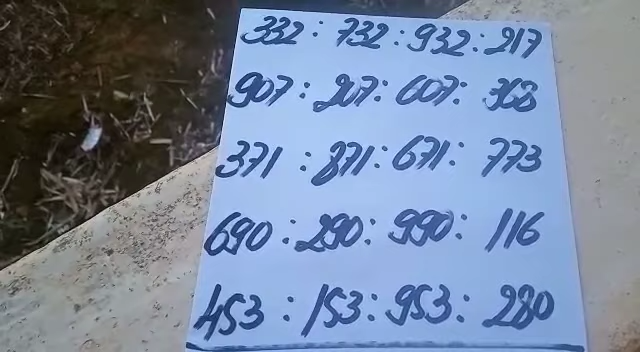 332 : 732 : 932 : 217
907 : 207 : 607 : 368
371 : 871 : 671 : 773
690 : 290 : 990 : 116
453 : 153 : 953 : 280